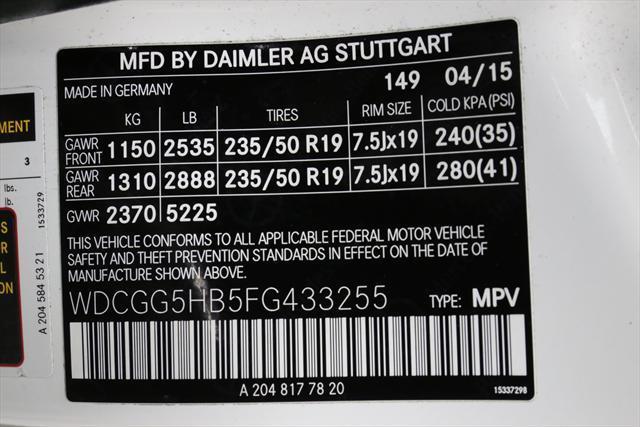 MFD BY DAIMLER AG STUTTGART
MADE IN GERMANY 149 04/15
KG LB TIRES RIM SIZE COLD KPA(PSI)
GAWR FRONT 1150 2535 235/50 R19 7.5Jx19 240(35)
GAWR REAR 1310 2888 235/50 R19 7.5Jx19 280(41)
GVWR 2370 5225
THIS VEHICLE CONFORMS TO ALL APPLICABLE FEDERAL MOTOR VEHICLE
SAFETY AND THEFT PREVENTION STANDARDS IN EFFECT ON THE DATE
OF MANUFACTURE SHOWN ABOVE.
WDCGG5HB5FG433255 TYPE: MPV
A 204 817 78 20
15337298
3
lbs.
lbs.
1533729
A 204 584 53 21